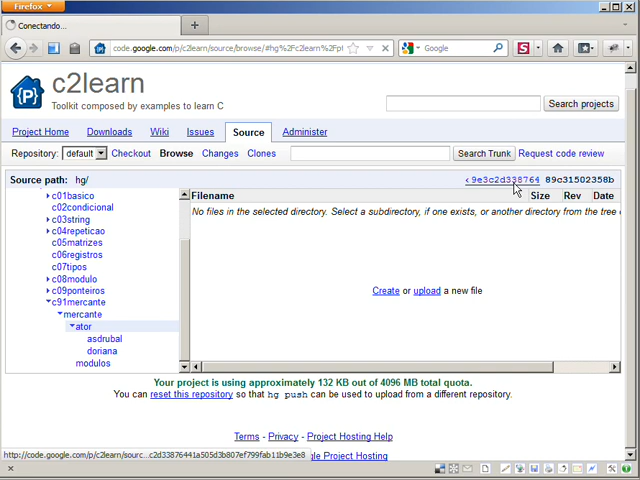 Firefox
Conectando...
code.google.com/p/c2learn/source/browse/#hg%2Fc2learn%2Fpl
Google
c2learn
Toolkit composed by examples to learn C
Search projects
Project Home Downloads Wiki Issues Source Administer
Repository: default Checkout Browse Changes Clones Search Trunk Request code review
Source path: hg/ ‹9e3c2d338764 89c31502358b
Filename Size Rev Date
No files in the selected directory. Select a subdirectory, if one exists, or another directory from the tree
c01basico
c02condicional
c03string
c04repeticao
c05matrizes
c06registros
c07tipos
c08modulo
c09ponteiros
c91mercante
mercante
ator
asdrubal
doriana
modulos
Create or upload a new file
Your project is using approximately 132 KB out of 4096 MB total quota.
You can reset this repository so that hg push can be used to upload from a different repository.
Terms - Privacy - Project Hosting Help
http://code.google.com/p/c2learn/sourc...c2d33876441a505d3b807ef799fab11b9e3e8 gle Project Hosting